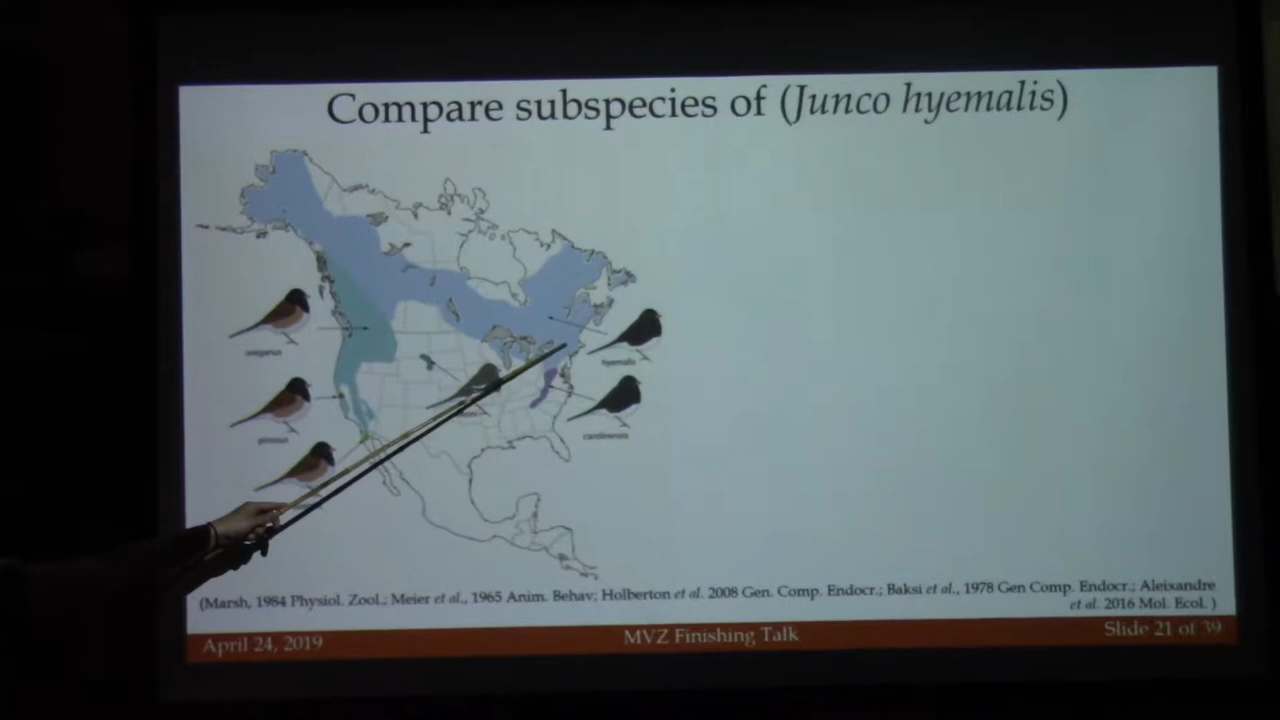 Compare subspecies of (Junco hyemalis)
oreganus
hyemalis
pinosus
carolinensis
(Marsh, 1984 Physiol. Zool.; Meier et al., 1965 Anim. Behav; Holberton et al. 2008 Gen. Comp. Endocr.; Baksi et al., 1978 Gen Comp. Endocr.; Aleixandre
et al. 2016 Mol. Ecol. )
April 24, 2019
MVZ Finishing Talk
Slide 21 of 39